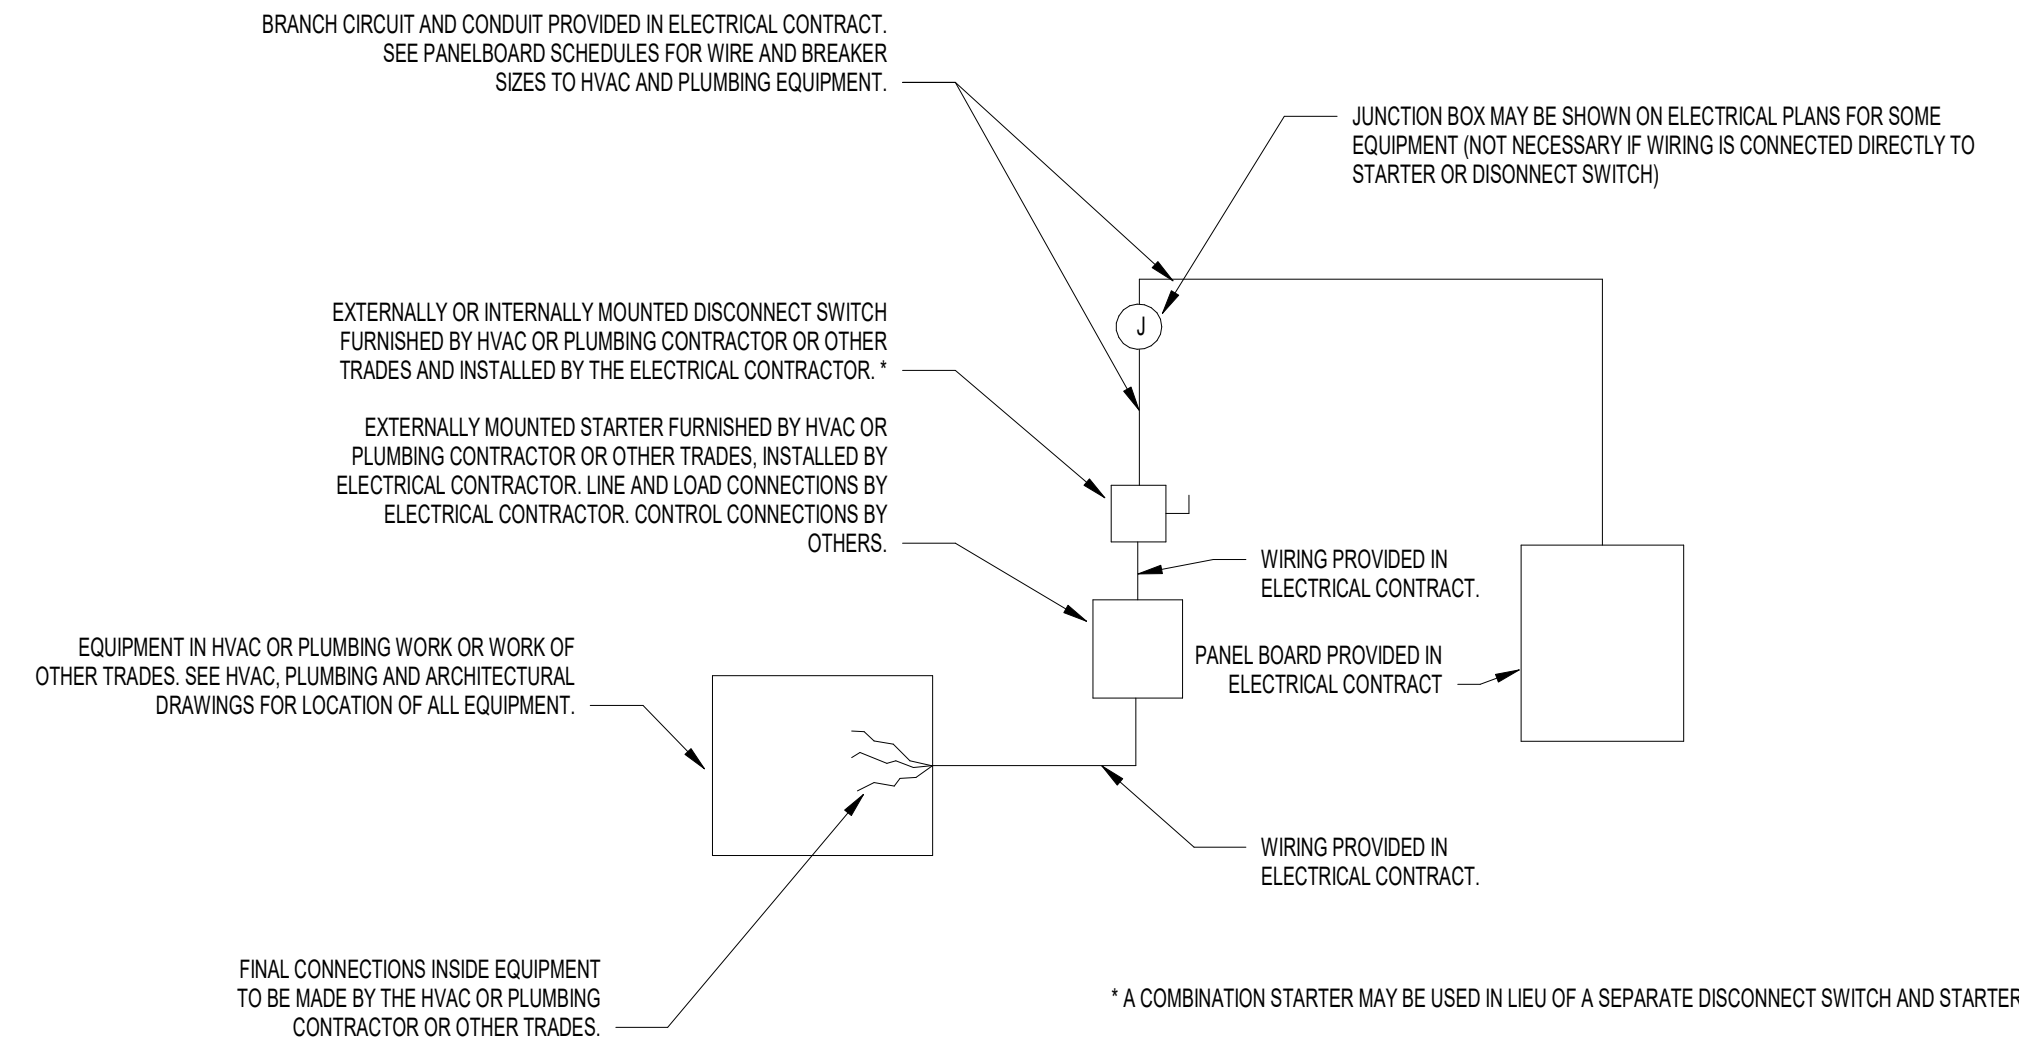 BRANCH CIRCUIT AND CONDUIT PROVIDED IN ELECTRICAL CONTRACT.
SEE PANELBOARD SCHEDULES FOR WIRE AND BREAKER
SIZES TO HVAC AND PLUMBING EQUIPMENT.
JUNCTION BOX MAY BE SHOWN ON ELECTRICAL PLANS FOR SOME
EQUIPMENT (NOT NECESSARY IF WIRING IS CONNECTED DIRECTLY TO
STARTER OR DISONNECT SWITCH)
EXTERNALLY OR INTERNALLY MOUNTED DISCONNECT SWITCH
FURNISHED BY HVAC OR PLUMBING CONTRACTOR OR OTHER
TRADES AND INSTALLED BY THE ELECTRICAL CONTRACTOR. *
J
EXTERNALLY MOUNTED STARTER FURNISHED BY HVAC OR
PLUMBING CONTRACTOR OR OTHER TRADES, INSTALLED BY
ELECTRICAL CONTRACTOR. LINE AND LOAD CONNECTIONS BY
ELECTRICAL CONTRACTOR. CONTROL CONNECTIONS BY
OTHERS.
WIRING PROVIDED IN
ELECTRICAL CONTRACT.
EQUIPMENT IN HVAC OR PLUMBING WORK OR WORK OF
OTHER TRADES. SEE HVAC, PLUMBING AND ARCHITECTURAL
DRAWINGS FOR LOCATION OF ALL EQUIPMENT.
PANEL BOARD PROVIDED IN
ELECTRICAL CONTRACT
WIRING PROVIDED IN
ELECTRICAL CONTRACT.
FINAL CONNECTIONS INSIDE EQUIPMENT
TO BE MADE BY THE HVAC OR PLUMBING
CONTRACTOR OR OTHER TRADES.
* A COMBINATION STARTER MAY BE USED IN LIEU OF A SEPARATE DISCONNECT SWITCH AND STARTER